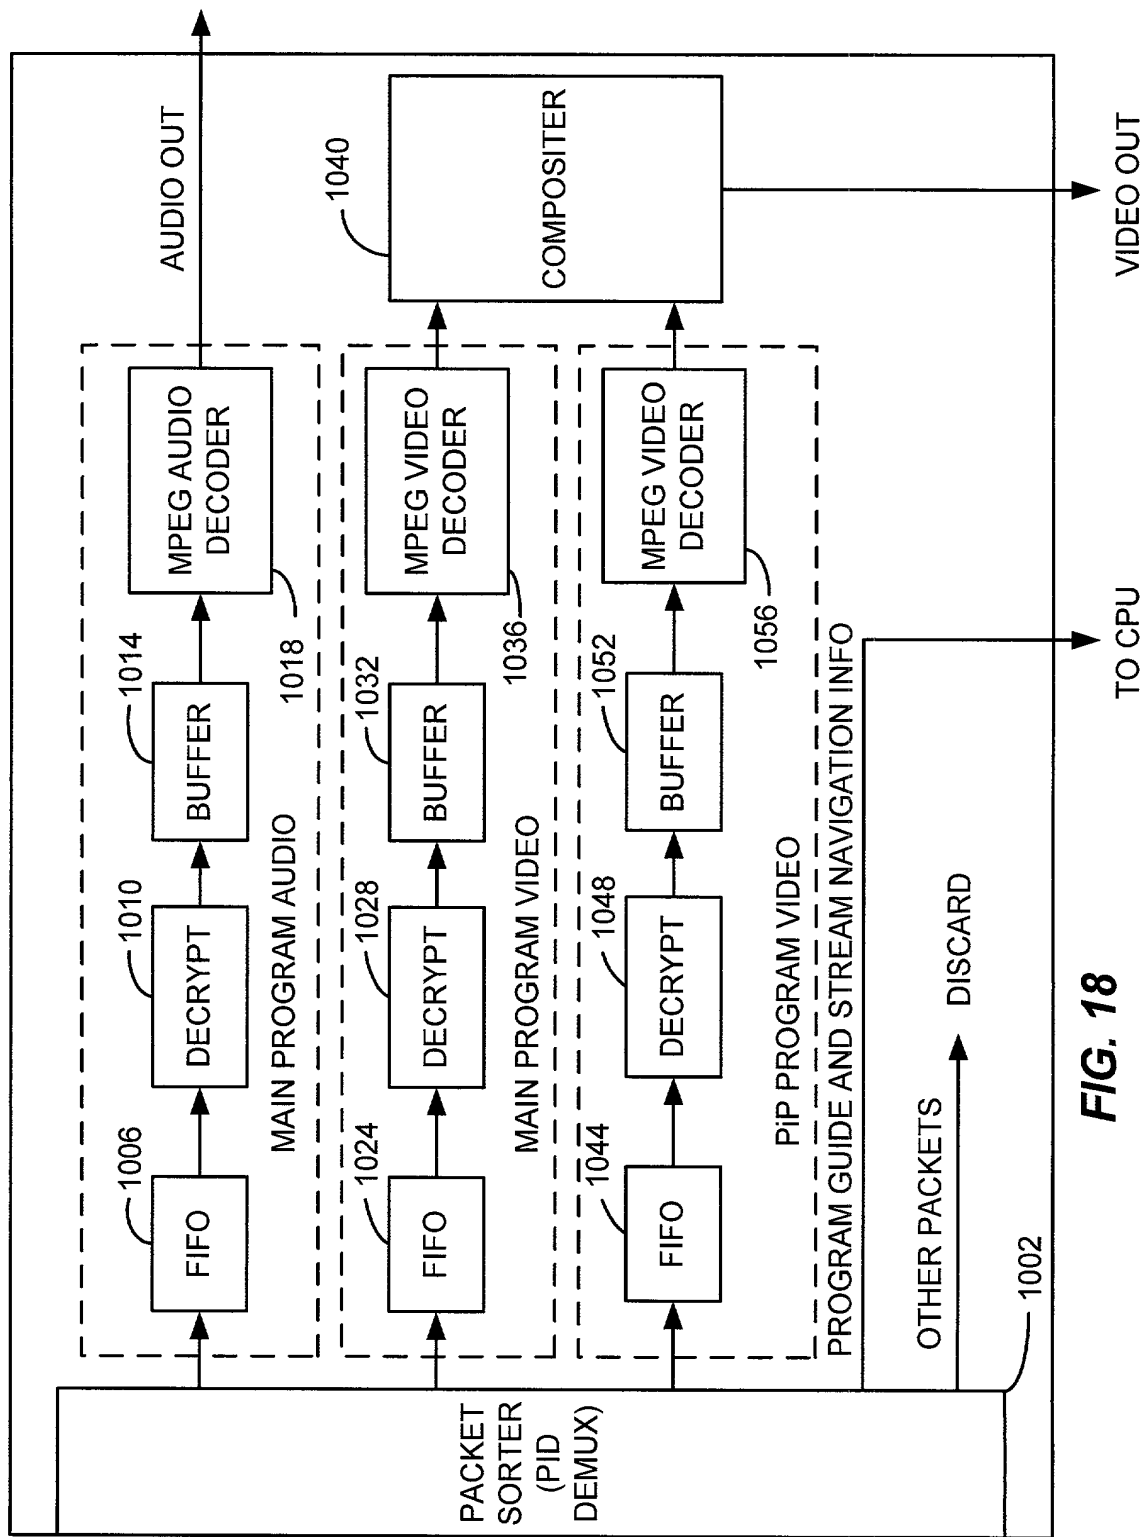 AUDIO OUT
1006
1010
1014
FIFO
DECRYPT
BUFFER
MPEG AUDIO
DECODER
1018
MAIN PROGRAM AUDIO
1024
1028
1032
FIFO
DECRYPT
BUFFER
MPEG VIDEO
DECODER
1036
MAIN PROGRAM VIDEO
1040
COMPOSITER
1044
1048
1052
FIFO
DECRYPT
BUFFER
MPEG VIDEO
DECODER
1056
PiP PROGRAM VIDEO
PACKET
SORTER
(PID
DEMUX)
PROGRAM GUIDE AND STREAM NAVIGATION INFO
OTHER PACKETS
DISCARD
1002
TO CPU
VIDEO OUT
FIG. 18